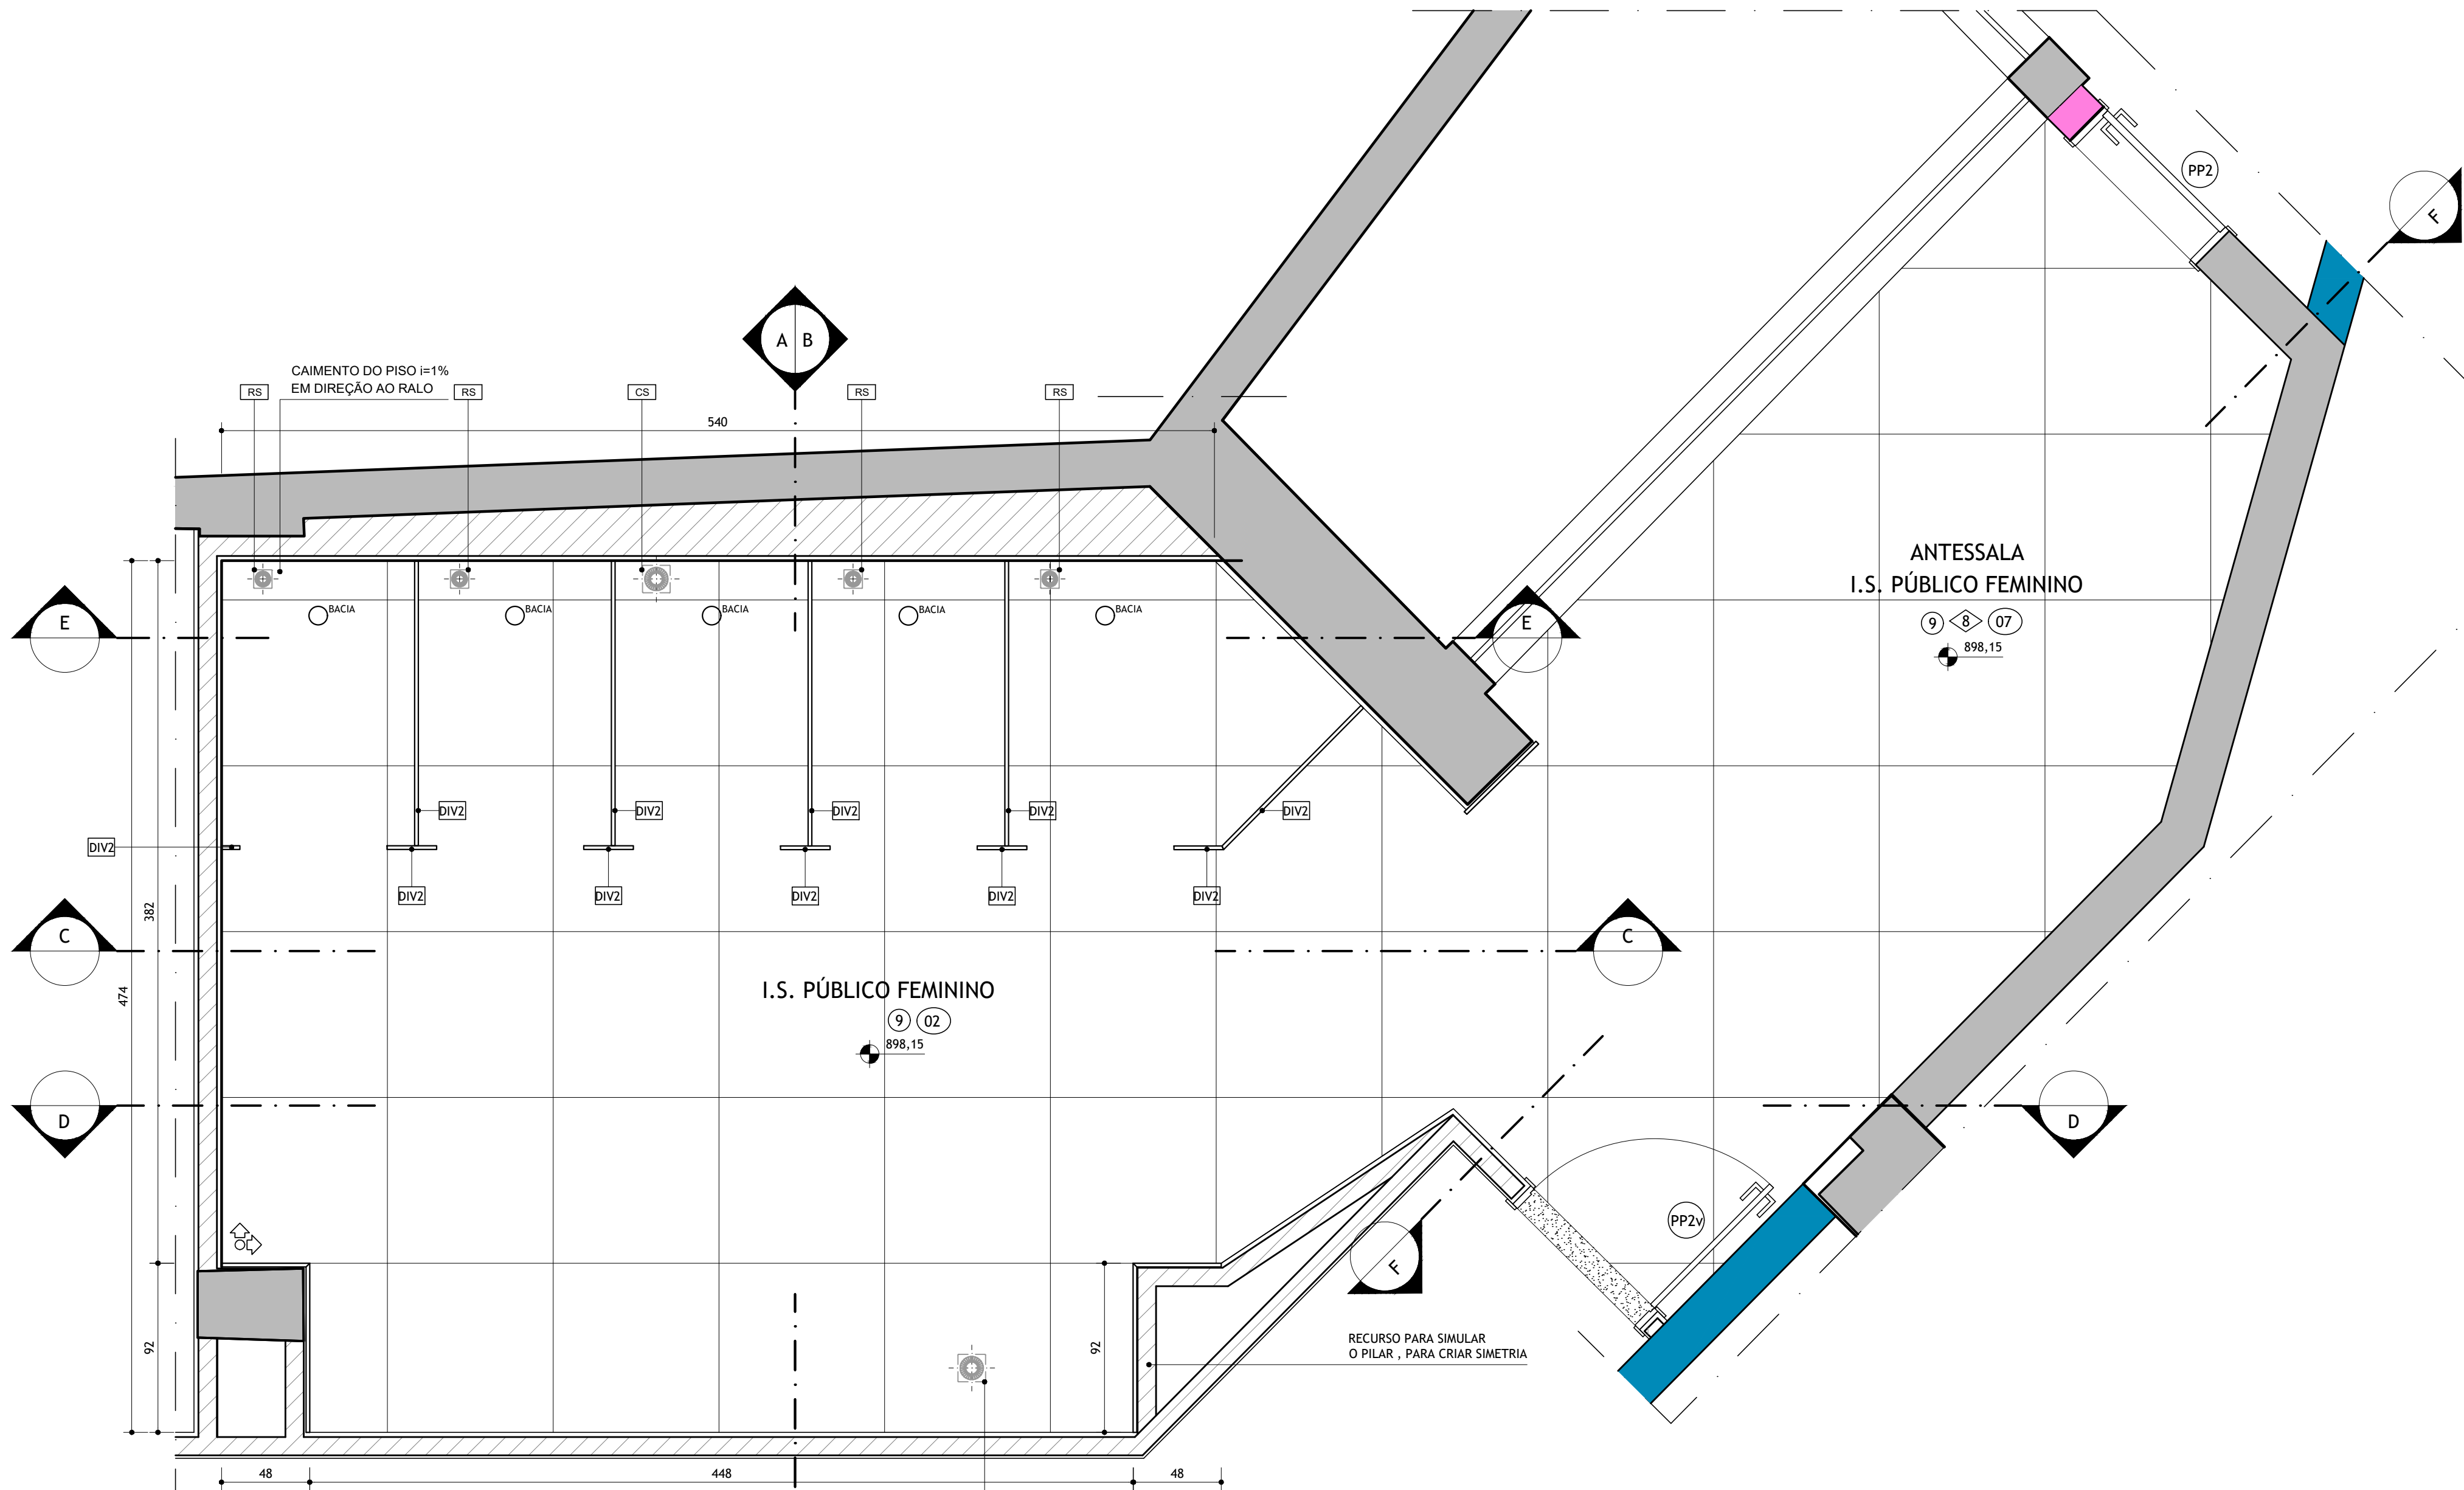 PP2
F
A B
CAIMENTO DO PISO i=1%
EM DIREÇÃO AO RALO
RS
RS
CS
RS
RS
540
ANTESSALA
I.S. PÚBLICO FEMININO
9 8 07
898,15
E
BACIA
BACIA
BACIA
BACIA
BACIA
E
DIV2
DIV2
DIV2
DIV2
DIV2
DIV2
DIV2
DIV2
DIV2
DIV2
DIV2
382
474
C
C
I.S. PÚBLICO FEMININO
9 02
898,15
D
D
PP2v
F
92
92
RECURSO PARA SIMULAR
O PILAR , PARA CRIAR SIMETRIA
48
448
48